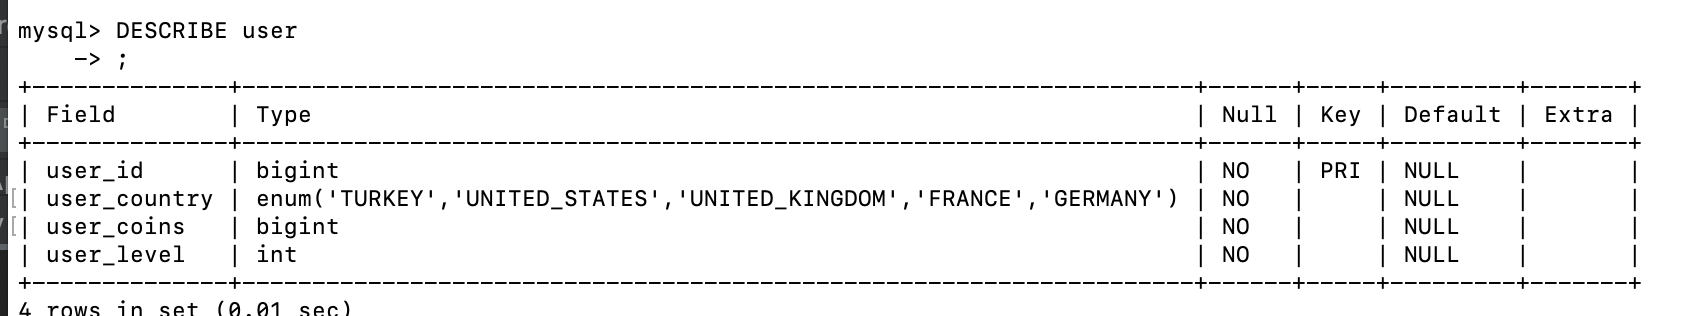 mysql> DESCRIBE user
    -> ;
+--------------+--------------------------------------------------------------------+------+-----+---------+-------+
| Field        | Type                                                               | Null | Key | Default | Extra |
+--------------+--------------------------------------------------------------------+------+-----+---------+-------+
| user_id      | bigint                                                             | NO   | PRI | NULL    |       |
| user_country | enum('TURKEY','UNITED_STATES','UNITED_KINGDOM','FRANCE','GERMANY') | NO   |     | NULL    |       |
| user_coins   | bigint                                                             | NO   |     | NULL    |       |
| user_level   | int                                                                | NO   |     | NULL    |       |
+--------------+--------------------------------------------------------------------+------+-----+---------+-------+
4 rows in set (0.01 sec)